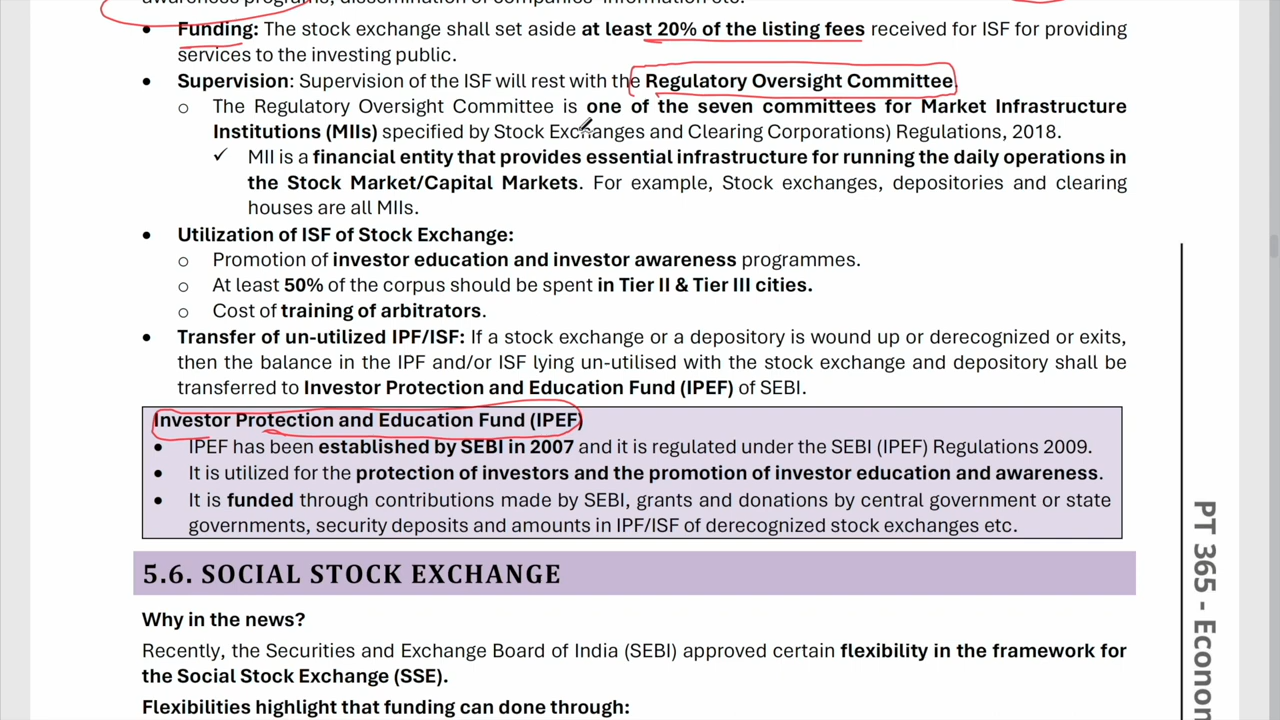 awareness programs, dissemination of companies' information etc.
• Funding: The stock exchange shall set aside at least 20% of the listing fees received for ISF for providing
services to the investing public.
• Supervision: Supervision of the ISF will rest with the Regulatory Oversight Committee.
o The Regulatory Oversight Committee is one of the seven committees for Market Infrastructure
Institutions (MIIs) specified by Stock Exchanges and Clearing Corporations) Regulations, 2018.
✓ MII is a financial entity that provides essential infrastructure for running the daily operations in
the Stock Market/Capital Markets. For example, Stock exchanges, depositories and clearing
houses are all MIIs.
• Utilization of ISF of Stock Exchange:
o Promotion of investor education and investor awareness programmes.
o At least 50% of the corpus should be spent in Tier II & Tier III cities.
o Cost of training of arbitrators.
• Transfer of un-utilized IPF/ISF: If a stock exchange or a depository is wound up or derecognized or exits,
then the balance in the IPF and/or ISF lying un-utilised with the stock exchange and depository shall be
transferred to Investor Protection and Education Fund (IPEF) of SEBI.
Investor Protection and Education Fund (IPEF)
• IPEF has been established by SEBI in 2007 and it is regulated under the SEBI (IPEF) Regulations 2009.
• It is utilized for the protection of investors and the promotion of investor education and awareness.
• It is funded through contributions made by SEBI, grants and donations by central government or state
governments, security deposits and amounts in IPF/ISF of derecognized stock exchanges etc.
5.6. SOCIAL STOCK EXCHANGE
Why in the news?
Recently, the Securities and Exchange Board of India (SEBI) approved certain flexibility in the framework for
the Social Stock Exchange (SSE).
Flexibilities highlight that funding can done through:
PT 365 - Econom